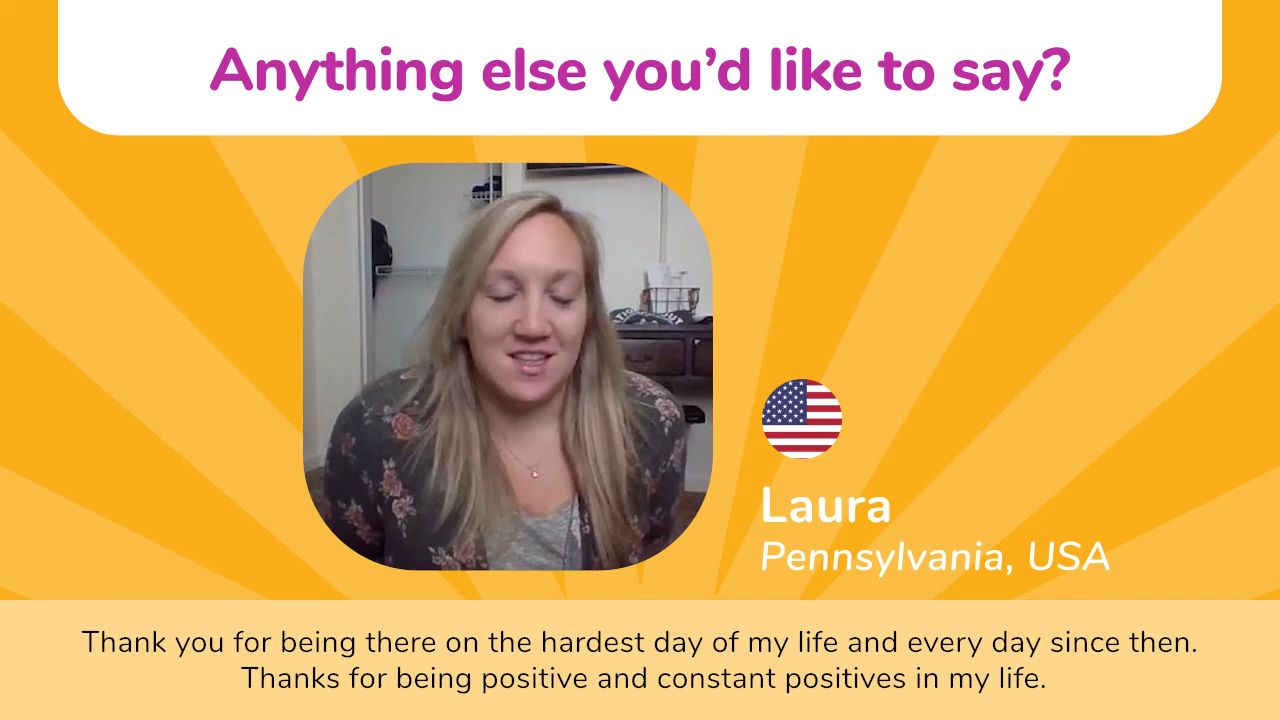 Anything else you’d like to say?
Laura
Pennsylvania, USA
Thank you for being there on the hardest day of my life and every day since then.
Thanks for being positive and constant positives in my life.